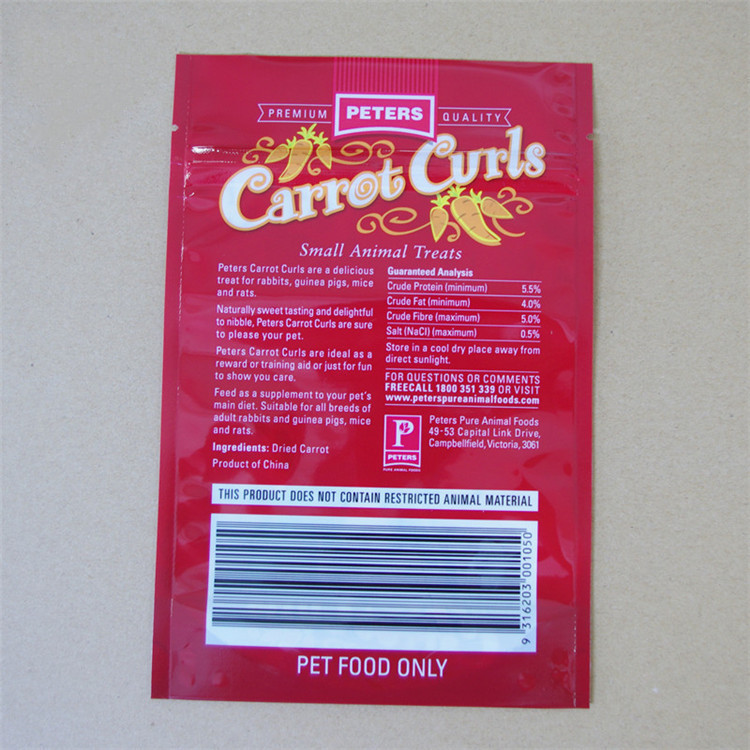 PREMIUM PETERS QUALITY
Carrot Curls
Small Animal Treats
Peters Carrot Curls are a delicious
treat for rabbits, guinea pigs, mice
and rats.
Naturally sweet tasting and delightful
to nibble, Peters Carrot Curls are sure
to please your pet.
Peters Carrot Curls are ideal as a
reward or training aid or just for fun
to show you care.
Feed as a supplement to your pet's
main diet. Suitable for all breeds of
adult rabbits and guinea pigs, mice
and rats.
Ingredients: Dried Carrot
Product of China
Guaranteed Analysis
Crude Protein (minimum) 5.5%
Crude Fat (minimum) 4.0%
Crude Fibre (maximum) 5.0%
Salt (NaCl) (maximum) 0.5%
Store in a cool dry place away from
direct sunlight.
FOR QUESTIONS OR COMMENTS
FREECALL 1800 351 339 OR VISIT
www.peterspureanimalfoods.com
P
PETERS
PURE ANIMAL FOODS
Peters Pure Animal Foods
49-53 Capital Link Drive,
Campbellfield, Victoria, 3061
THIS PRODUCT DOES NOT CONTAIN RESTRICTED ANIMAL MATERIAL
9 316203 001050
PET FOOD ONLY